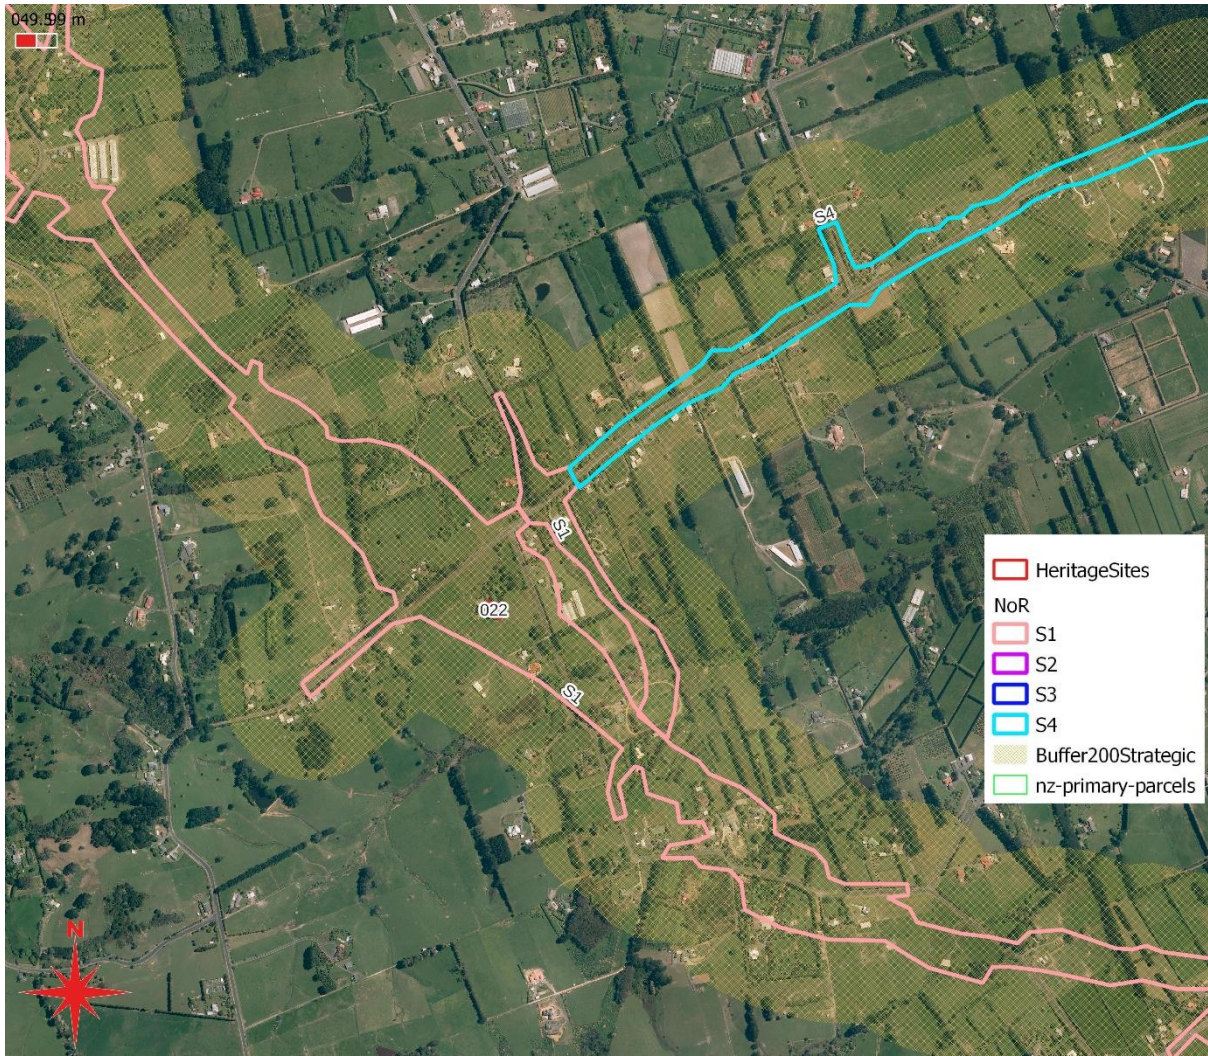 S4
S1
022
S1
HeritageSites
NoR
S1
S2
S3
S4
Buffer200Strategic
nz-primary-parcels
N